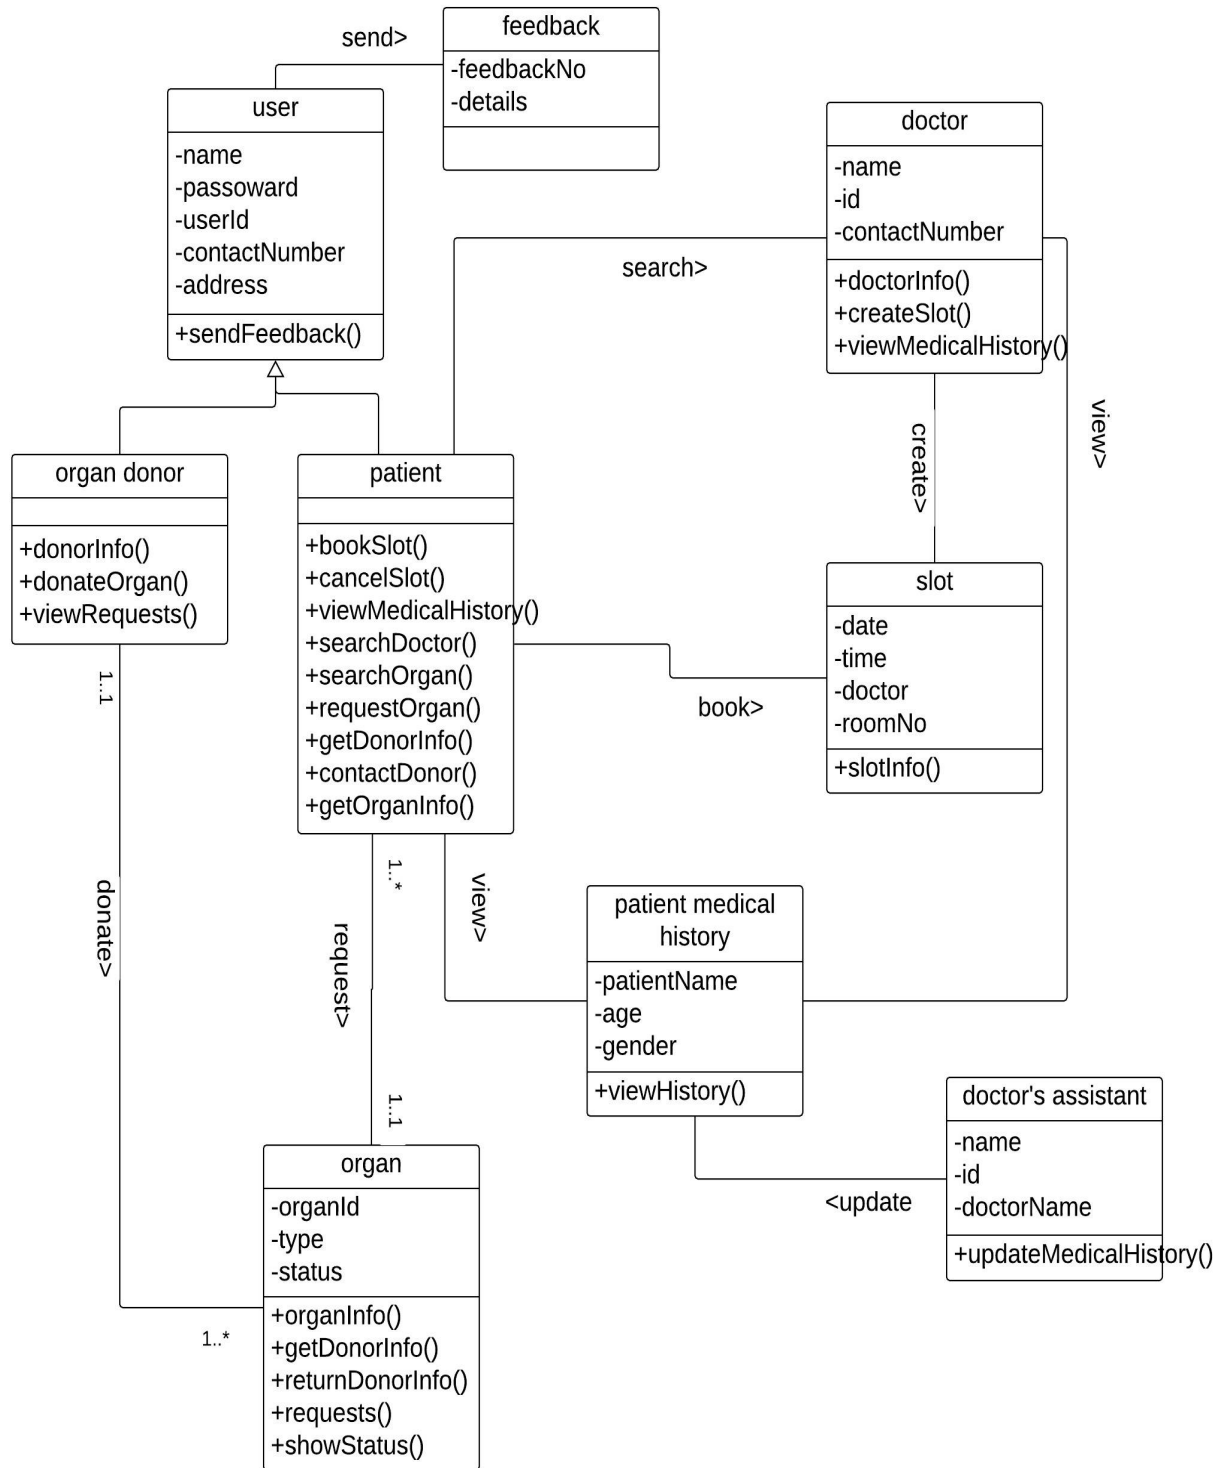 send>
feedback
-feedbackNo
-details
user
-name
-passoward
-userId
-contactNumber
-address
+sendFeedback()
doctor
-name
-id
-contactNumber
+doctorInfo()
+createSlot()
+viewMedicalHistory()
search>
view>
create>
organ donor
+donorInfo()
+donateOrgan()
+viewRequests()
patient
+bookSlot()
+cancelSlot()
+viewMedicalHistory()
+searchDoctor()
+searchOrgan()
+requestOrgan()
+getDonorInfo()
+contactDonor()
+getOrganInfo()
slot
-date
-time
-doctor
-roomNo
+slotInfo()
book>
1..1
donate>
1..*
request>
1..*
view>
1..1
patient medical
history
-patientName
-age
-gender
+viewHistory()
doctor's assistant
-name
-id
-doctorName
+updateMedicalHistory()
<update
organ
-organId
-type
-status
+organInfo()
+getDonorInfo()
+returnDonorInfo()
+requests()
+showStatus()